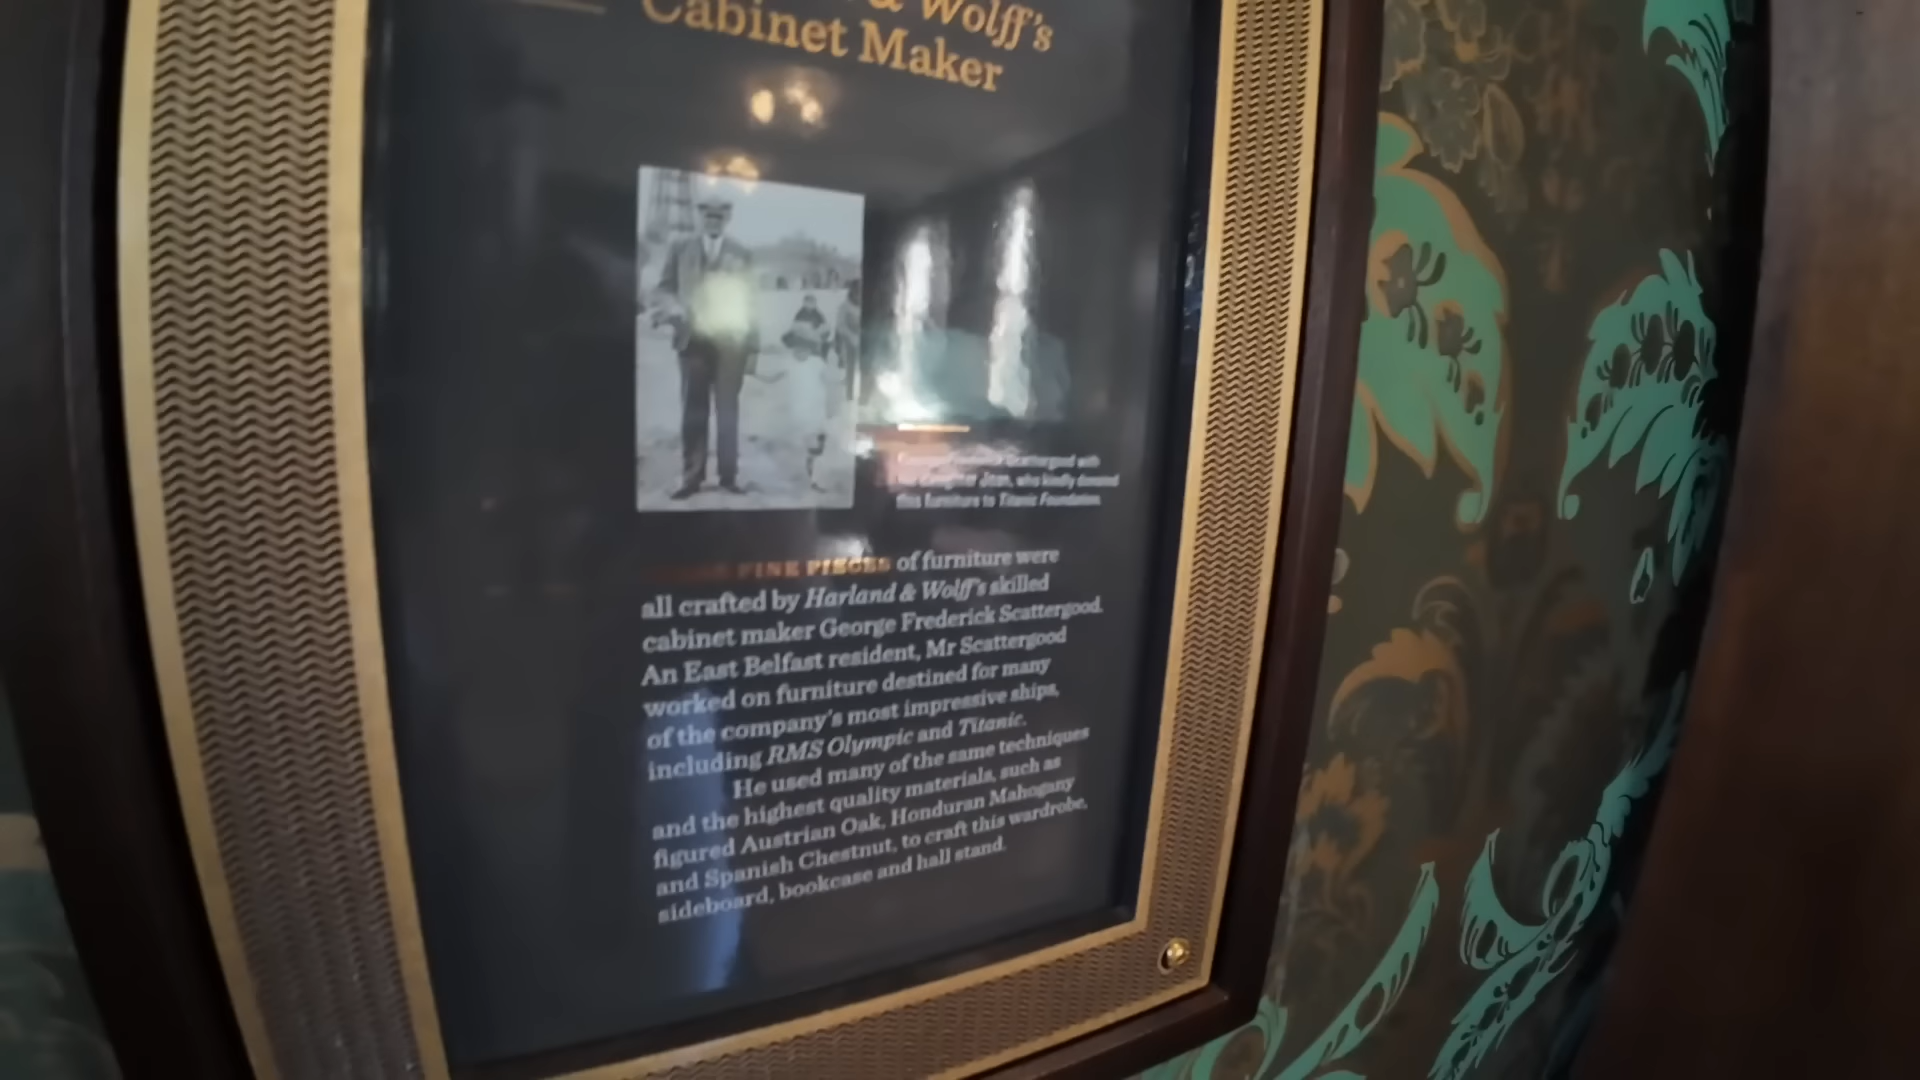 & Wolff's
Cabinet Maker
Scattergood with
daughter Jean, who kindly donated
this furniture to Titanic Foundation.
FINE PIECES of furniture were
all crafted by Harland & Wolff's skilled
cabinet maker George Frederick Scattergood.
An East Belfast resident, Mr Scattergood
worked on furniture destined for many
of the company's most impressive ships,
including RMS Olympic and Titanic.
He used many of the same techniques
and the highest quality materials, such as
figured Austrian Oak, Honduran Mahogany
and Spanish Chestnut, to craft this wardrobe,
sideboard, bookcase and hall stand.